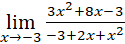 lim x→−3 3x²+8x−3 / −3+2x+x²